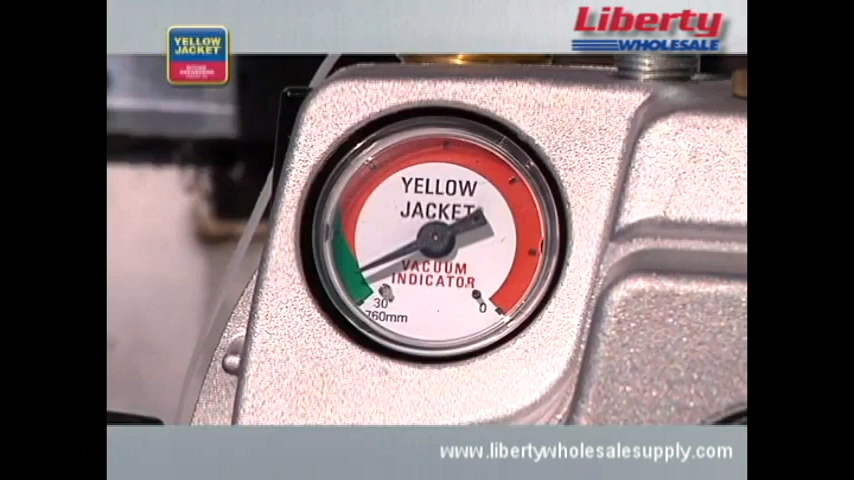 Liberty
WHOLESALE
YELLOW
JACKET
YELLOW
JACKET
VACUUM
INDICATOR
30"
760mm
0
www.libertywholesalesupply.com